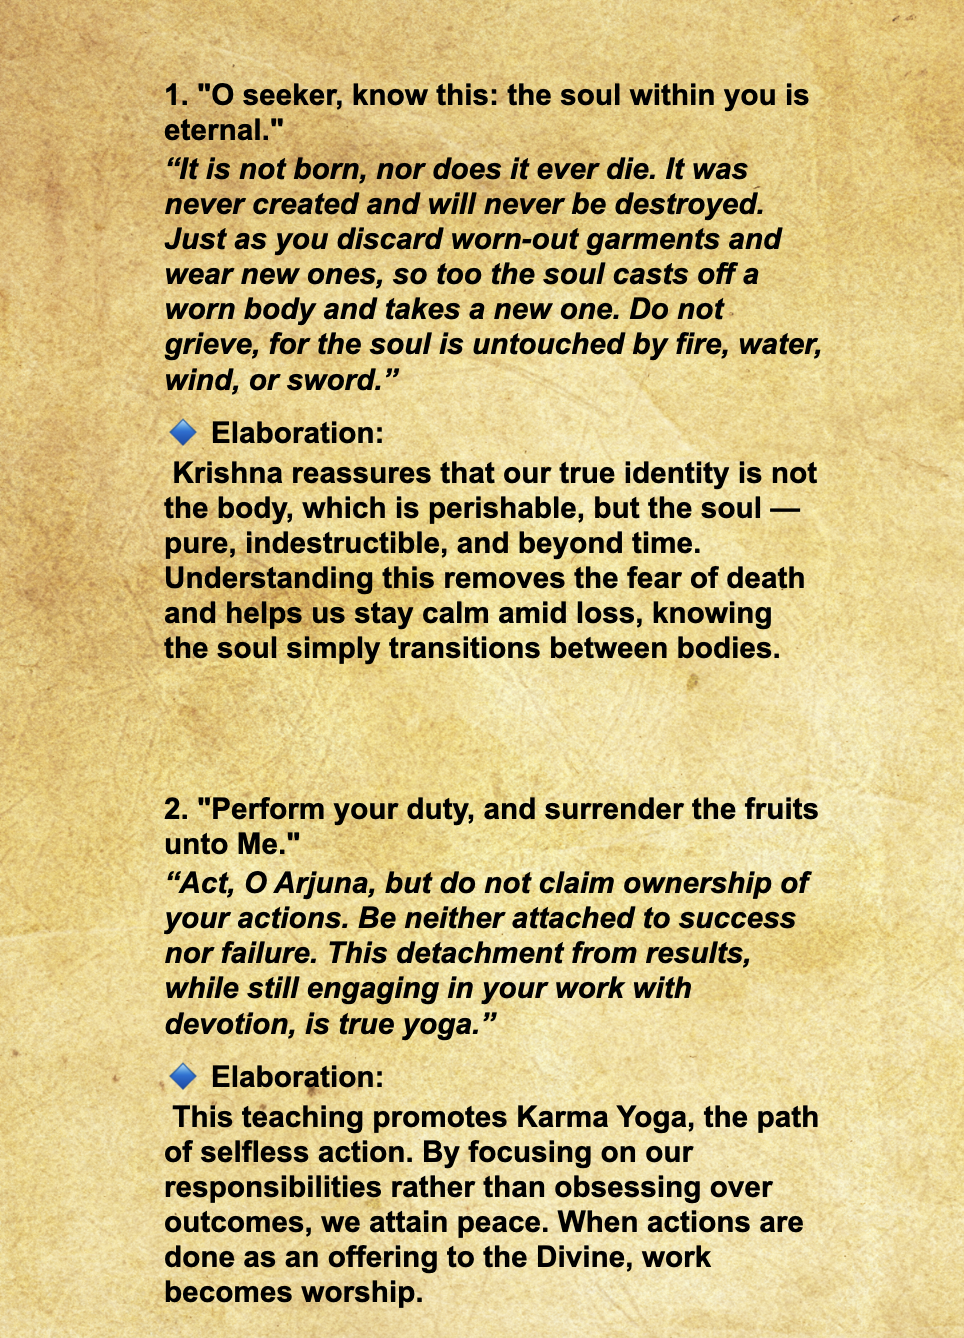 1. "O seeker, know this: the soul within you is
eternal."
“It is not born, nor does it ever die. It was
never created and will never be destroyed.
Just as you discard worn-out garments and
wear new ones, so too the soul casts off a
worn body and takes a new one. Do not
grieve, for the soul is untouched by fire, water,
wind, or sword.”
🔹 Elaboration:
Krishna reassures that our true identity is not
the body, which is perishable, but the soul —
pure, indestructible, and beyond time.
Understanding this removes the fear of death
and helps us stay calm amid loss, knowing
the soul simply transitions between bodies.
2. "Perform your duty, and surrender the fruits
unto Me."
“Act, O Arjuna, but do not claim ownership of
your actions. Be neither attached to success
nor failure. This detachment from results,
while still engaging in your work with
devotion, is true yoga.”
🔹 Elaboration:
This teaching promotes Karma Yoga, the path
of selfless action. By focusing on our
responsibilities rather than obsessing over
outcomes, we attain peace. When actions are
done as an offering to the Divine, work
becomes worship.